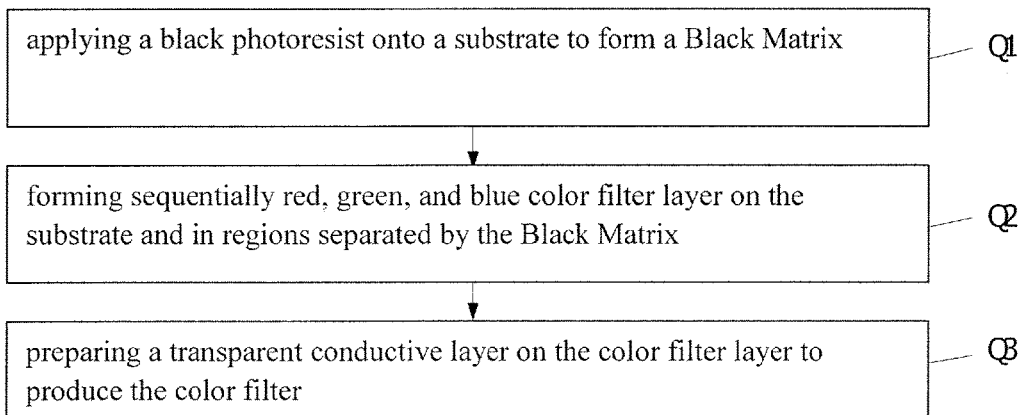 applying a black photoresist onto a substrate to form a Black Matrix
Q1
forming sequentially red, green, and blue color filter layer on the
substrate and in regions separated by the Black Matrix
Q2
preparing a transparent conductive layer on the color filter layer to
produce the color filter
Q3